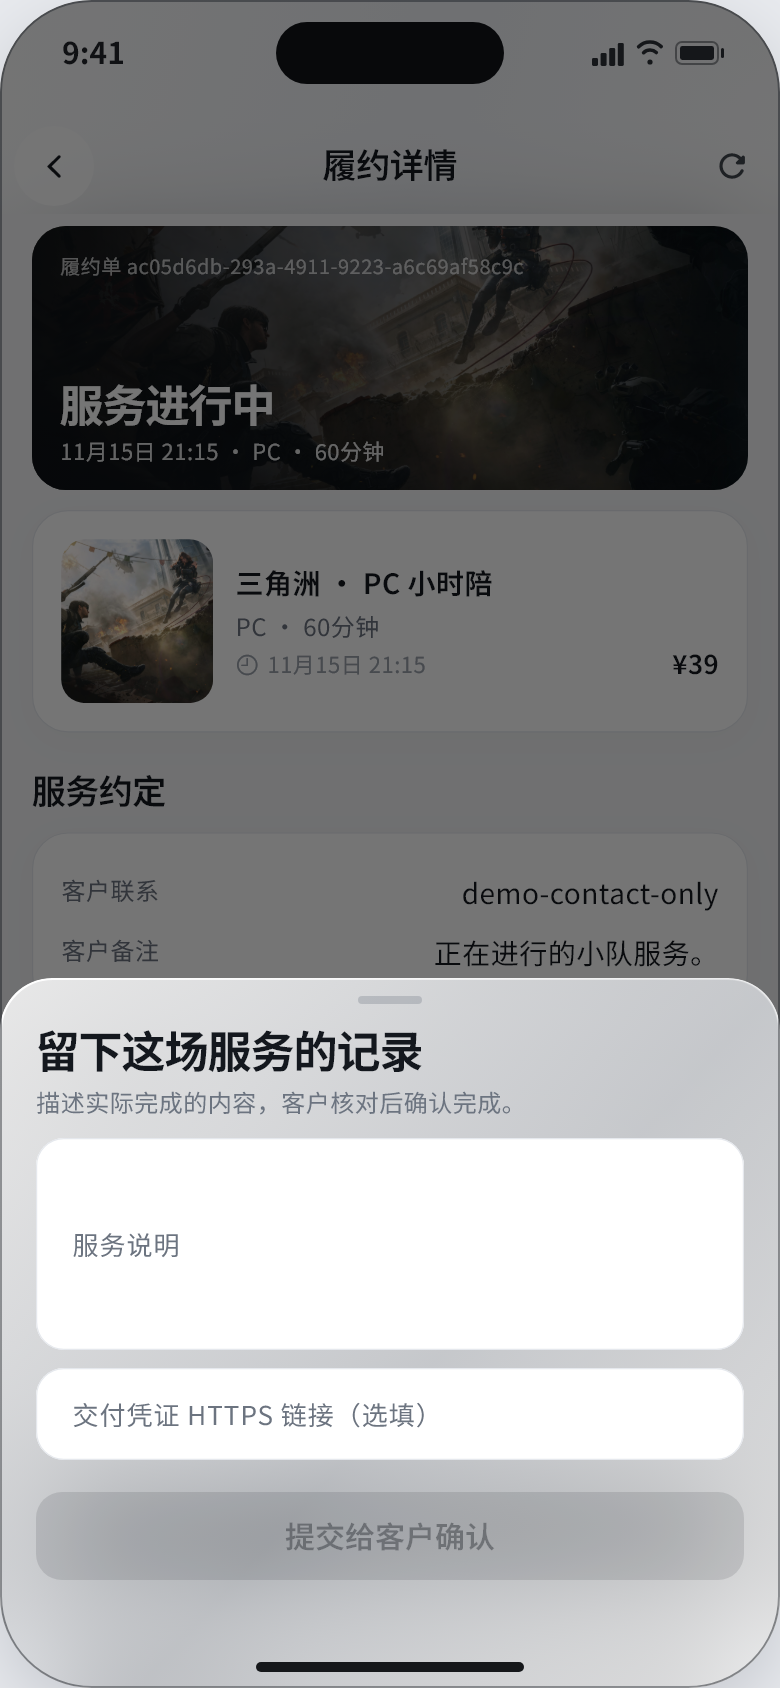 9:41
履约详情
履约单 ac05d6db-293a-4911-9223-a6c69af58c9c
服务进行中
11月15日 21:15 • PC • 60分钟
三角洲 • PC 小时陪
PC • 60分钟
11月15日 21:15
¥39
服务约定
客户联系 demo-contact-only
客户备注 正在进行的小队服务。
留下这场服务的记录
描述实际完成的内容，客户核对后确认完成。
服务说明
交付凭证 HTTPS 链接（选填）
提交给客户确认